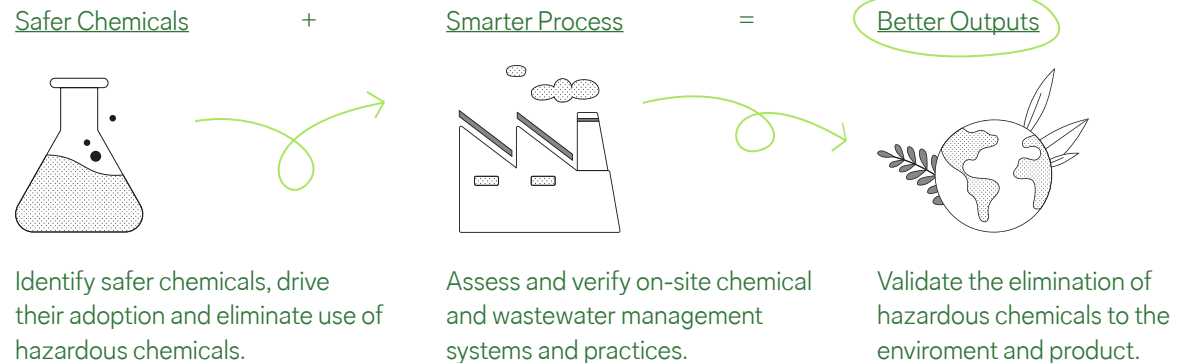 Safer Chemicals + Smarter Process = Better Outputs
Identify safer chemicals, drive
their adoption and eliminate use of
hazardous chemicals.
Assess and verify on-site chemical
and wastewater management
systems and practices.
Validate the elimination of
hazardous chemicals to the
enviroment and product.